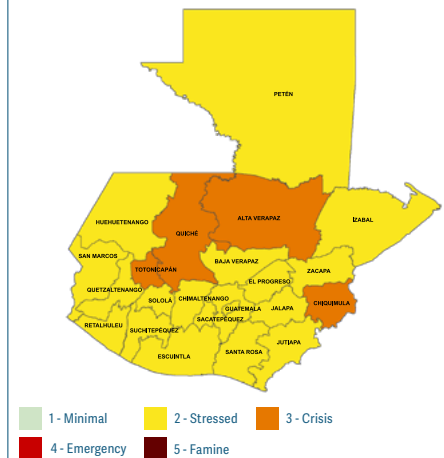 PETÉN
HUEHUETENANGO
QUICHÉ
ALTA VERAPAZ
IZABAL
SAN MARCOS
TOTONICAPÁN
BAJA VERAPAZ
ZACAPA
QUETZALTENANGO
EL PROGRESO
SOLOLÁ
CHIMALTENANGO
GUATEMALA
JALAPA
CHIQUIMULA
SACATEPÉQUEZ
RETALHULEU
SUCHITEPÉQUEZ
JUTIAPA
ESCUINTLA
SANTA ROSA
1 - Minimal
2 - Stressed
3 - Crisis
4 - Emergency
5 - Famine